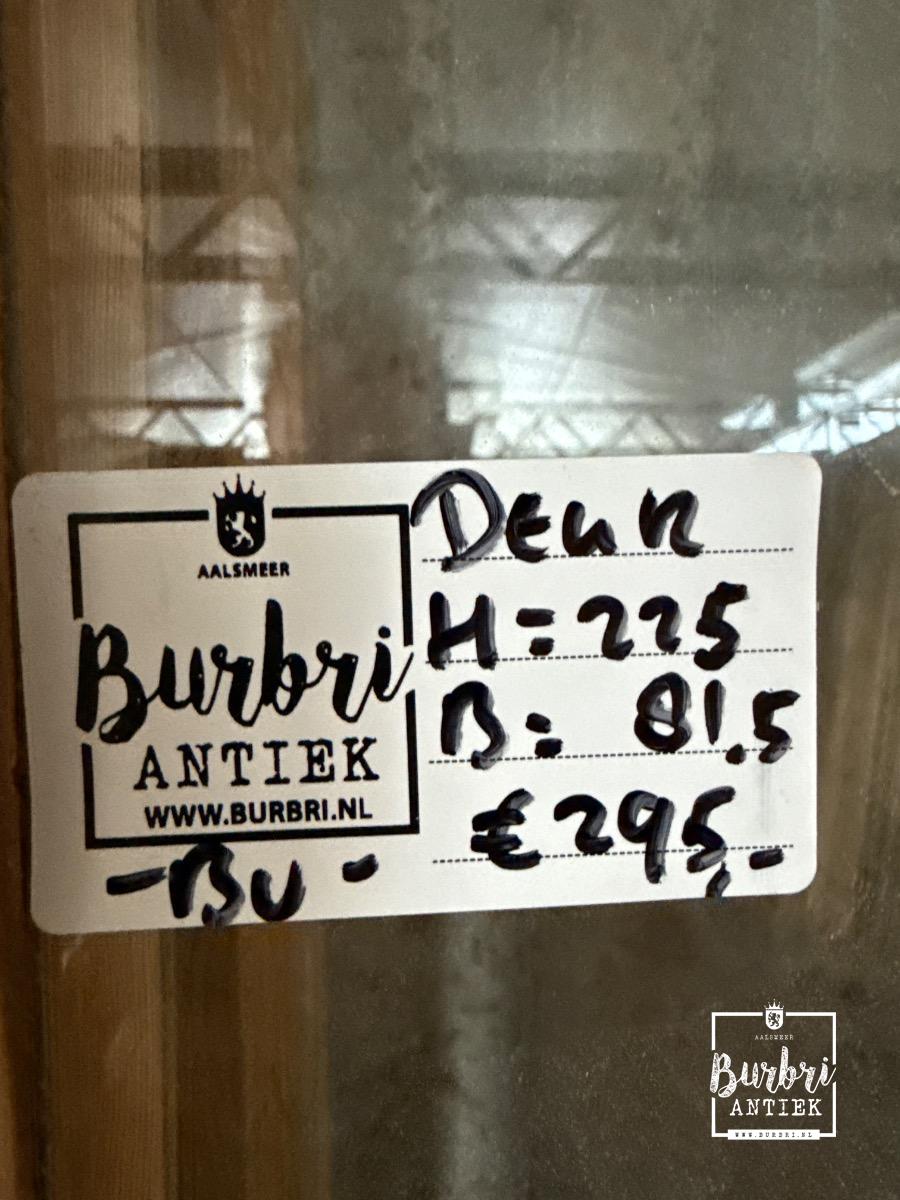 AALSMEER
Burbri
ANTIEK
WWW.BURBRI.NL
-BU-
DEUR
H=225
B: 81,5
€295,-
AALSMEER
Burbri
ANTIEK
WWW.BURBRI.NL